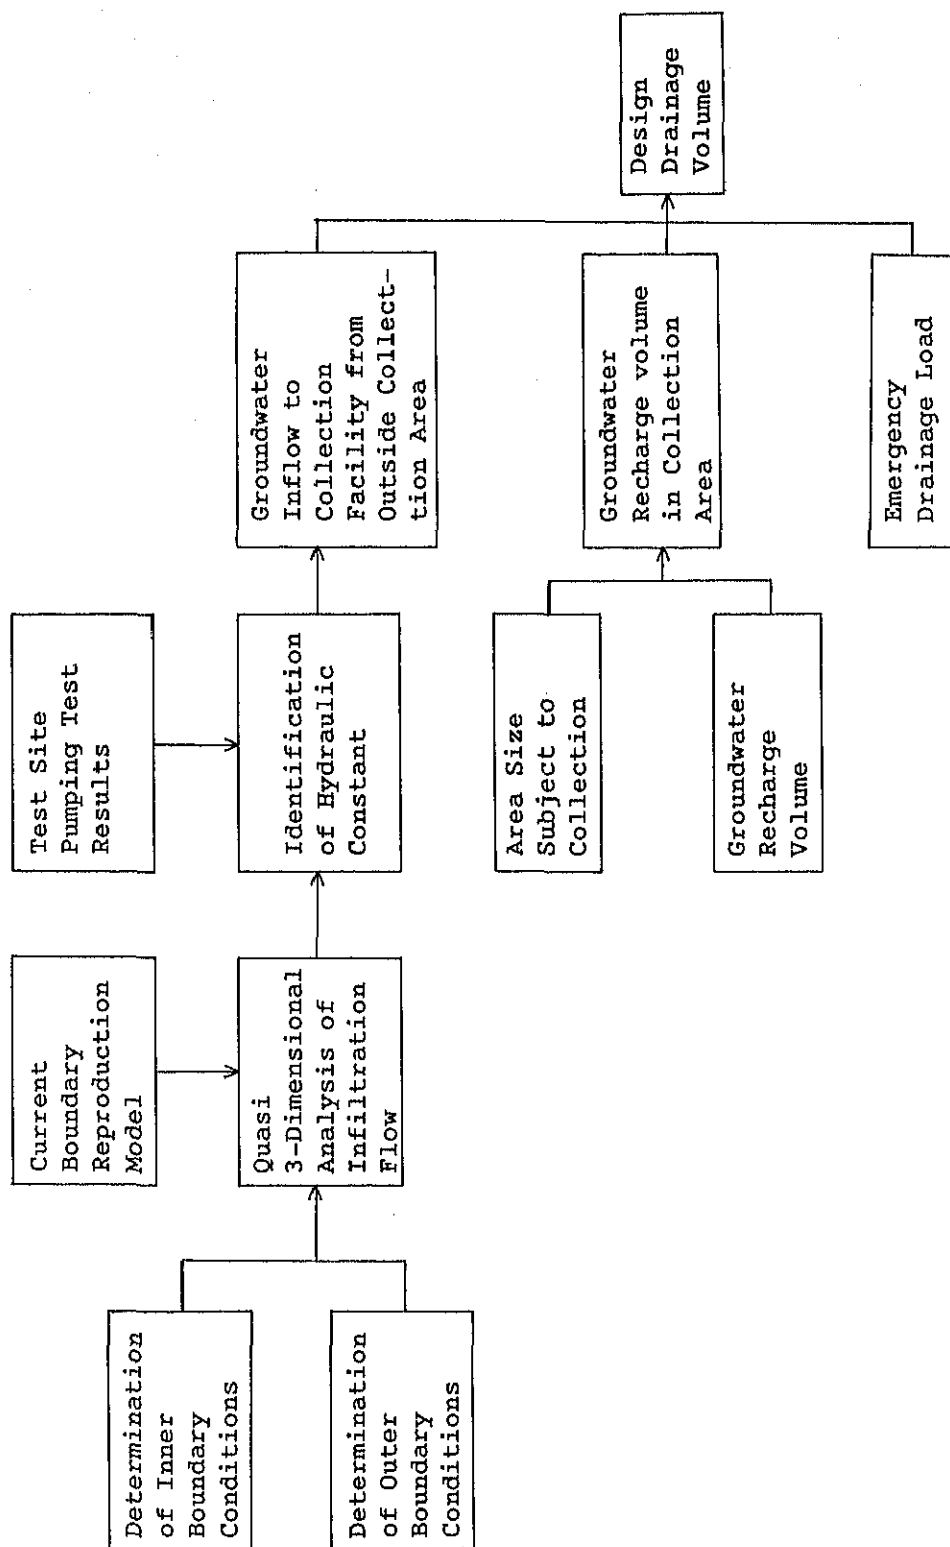 Determination
of Inner
Boundary
Conditions
Determination
of Outer
Boundary
Conditions
Current
Boundary
Reproduction
Model
Quasi
3-Dimensional
Analysis of
Infiltration
Flow
Test Site
Pumping Test
Results
Identification
of Hydraulic
Constant
Area Size
Subject to
Collection
Groundwater
Recharge
Volume
Groundwater
Inflow to
Collection
Facility from
Outside Collect-
tion Area
Groundwater
Recharge volume
in Collection
Area
Emergency
Drainage Load
Design
Drainage
Volume